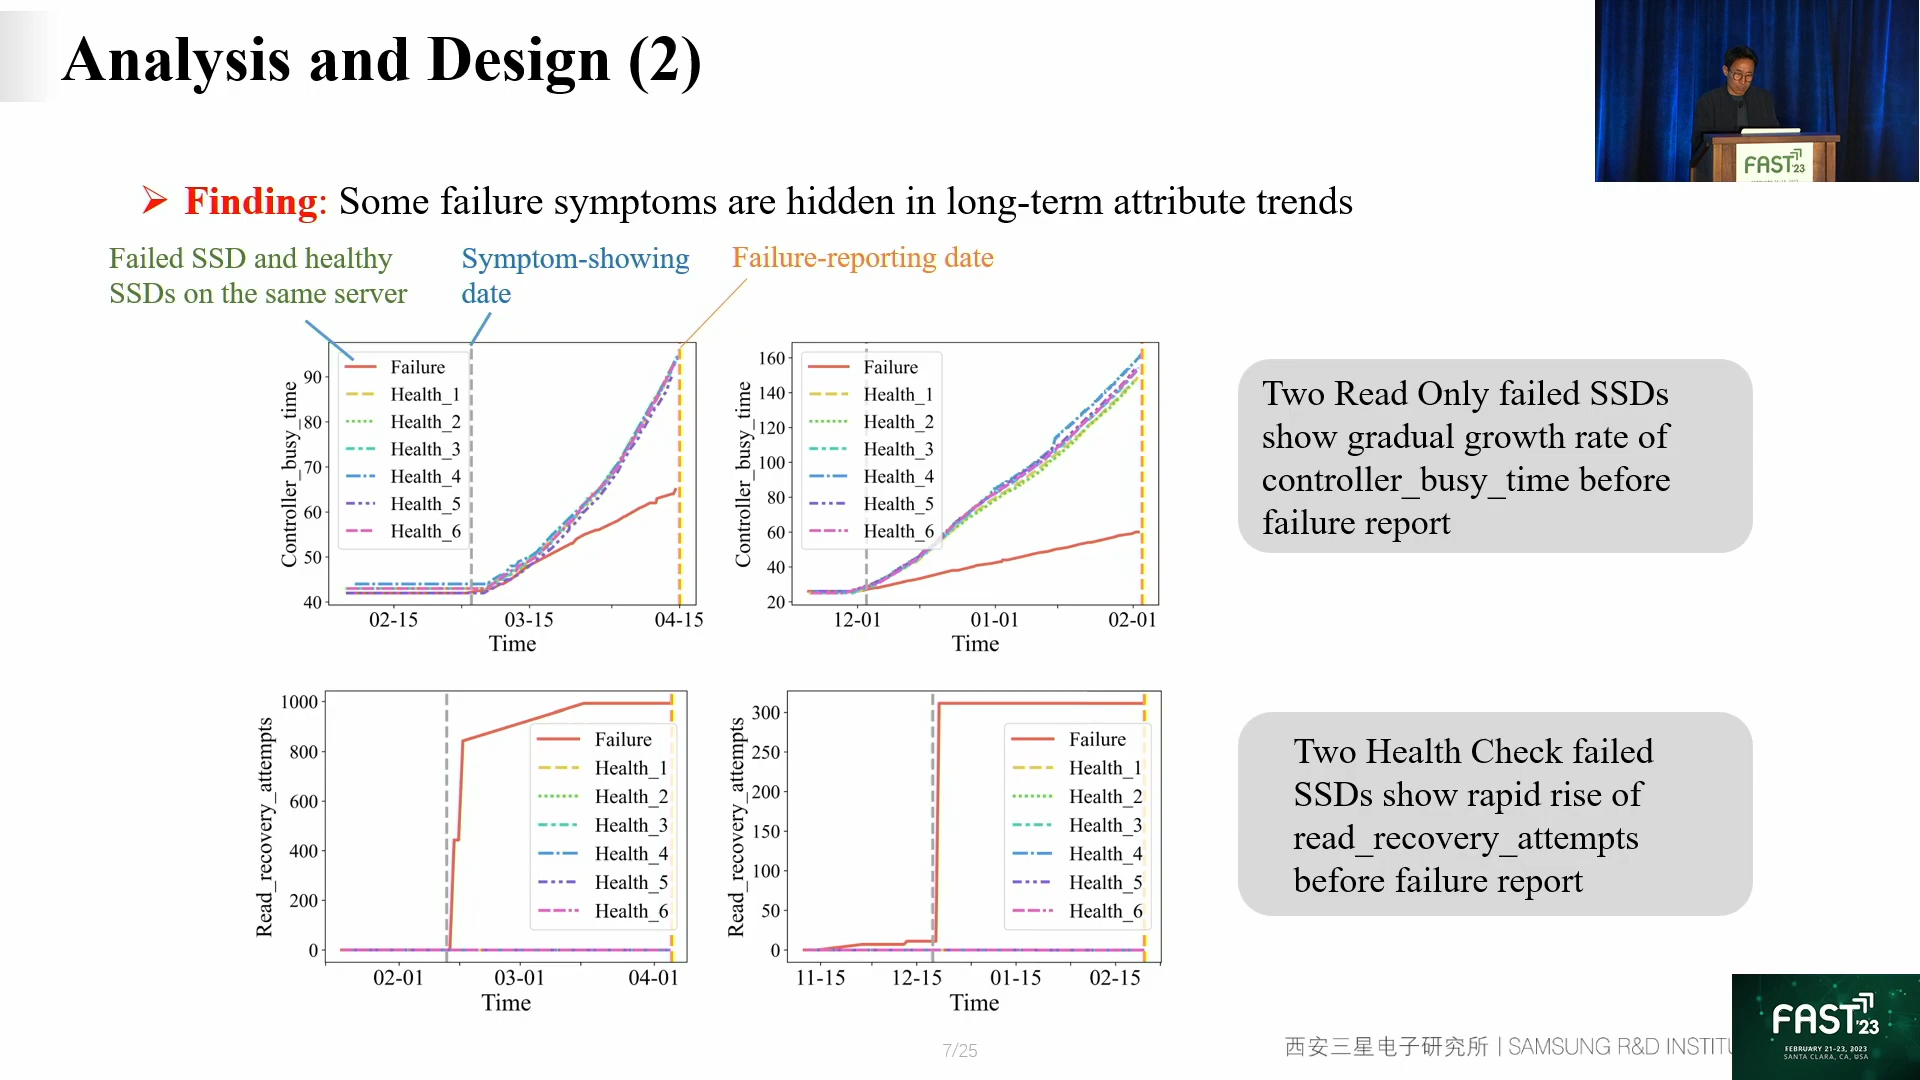 Analysis and Design (2)
➢ Finding: Some failure symptoms are hidden in long-term attribute trends
Failed SSD and healthy
SSDs on the same server
Symptom-showing
date
Failure-reporting date
Controller_busy_time
90
80
70
60
50
40
Failure
Health_1
Health_2
Health_3
Health_4
Health_5
Health_6
02-15
03-15
04-15
Time
Controller_busy_time
160
140
120
100
80
60
40
20
Failure
Health_1
Health_2
Health_3
Health_4
Health_5
Health_6
12-01
01-01
02-01
Time
Two Read Only failed SSDs
show gradual growth rate of
controller_busy_time before
failure report
Read_recovery_attempts
1000
800
600
400
200
0
Failure
Health_1
Health_2
Health_3
Health_4
Health_5
Health_6
02-01
03-01
04-01
Time
Read_recovery_attempts
300
250
200
150
100
50
0
Failure
Health_1
Health_2
Health_3
Health_4
Health_5
Health_6
11-15
12-15
01-15
02-15
Time
Two Health Check failed
SSDs show rapid rise of
read_recovery_attempts
before failure report
7/25
西安三星电子研究所 | SAMSUNG R&D INSTITU
FAST'23
FAST'23
FEBRUARY 21-23, 2023
SANTA CLARA, CA, USA